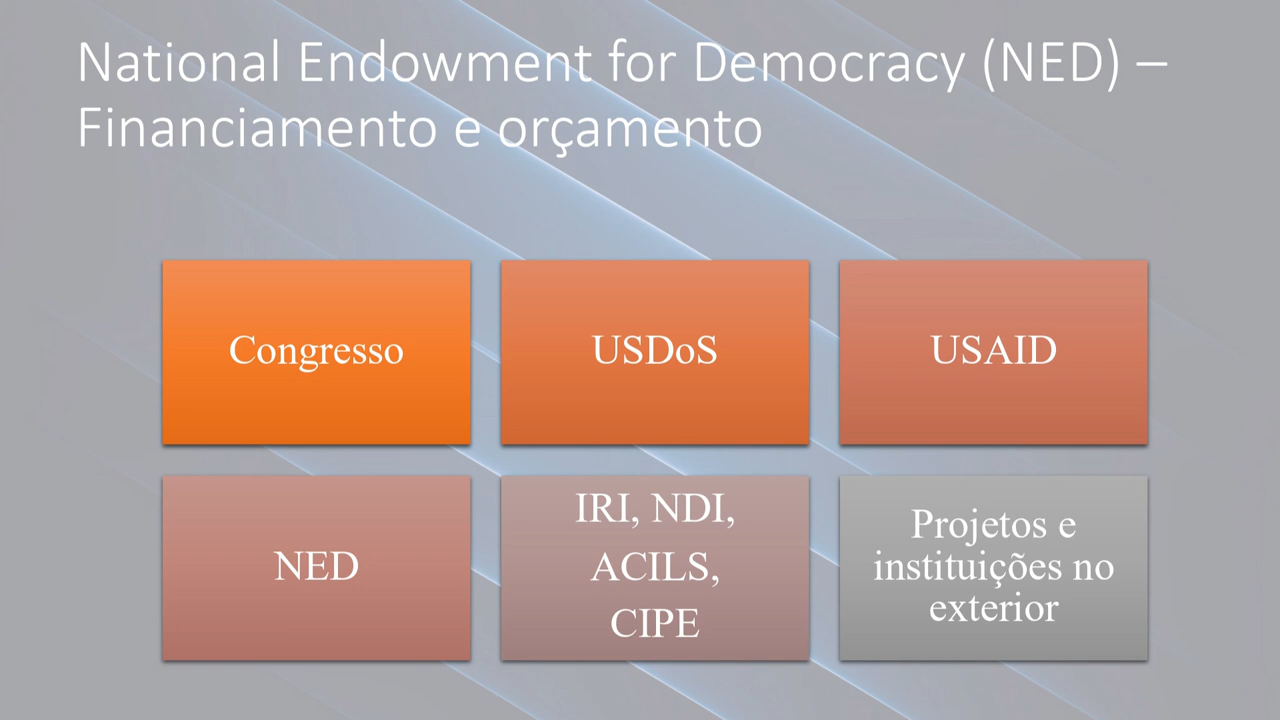 National Endowment for Democracy (NED) –
Financiamento e orçamento
Congresso
USDoS
USAID
NED
IRI, NDI,
ACILS,
CIPE
Projetos e
instituições no
exterior